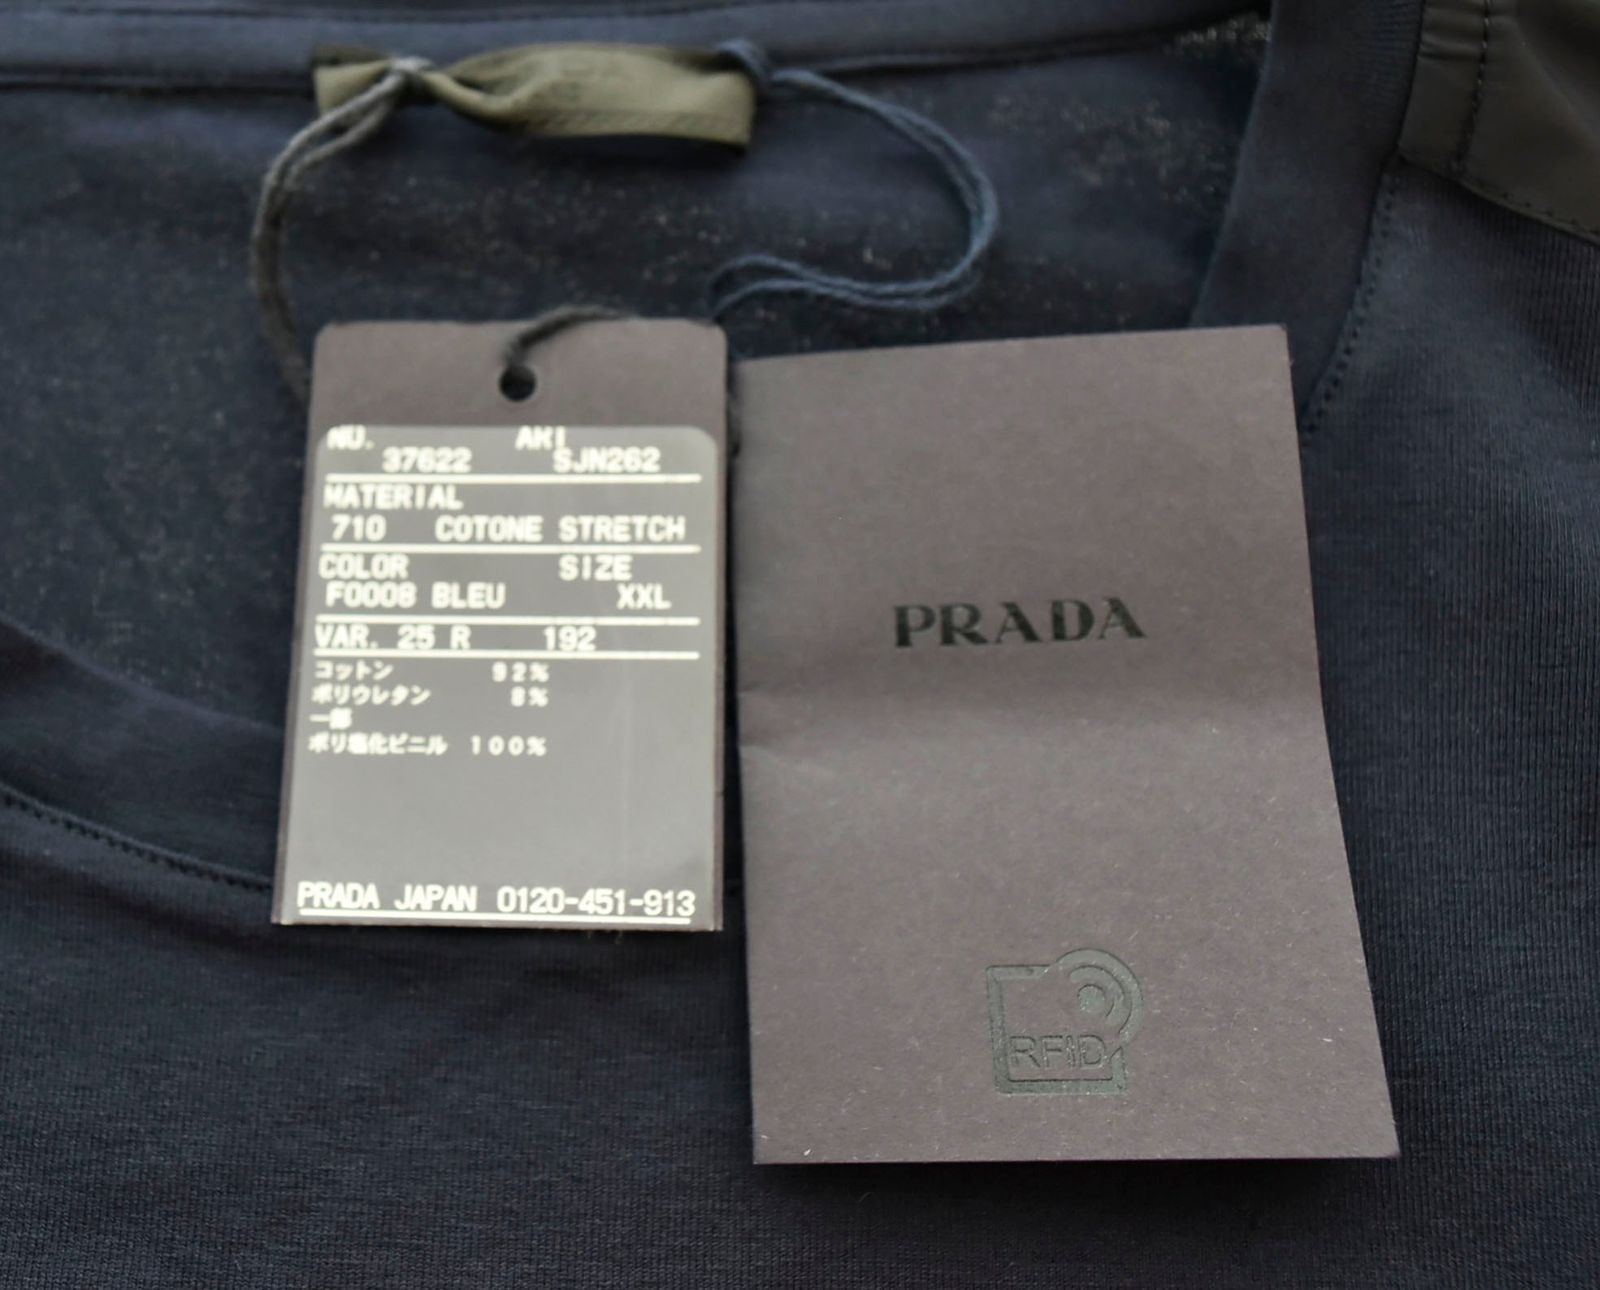 NO. ART
37622 SJN262
MATERIAL
710 COTONE STRETCH
COLOR SIZE
F0008 BLEU XXL
VAR. 25 R 192
コットン 92%
ポリウレタン 8%
一部
ポリ塩化ビニル 100%
PRADA JAPAN 0120-451-913
PRADA
RFID